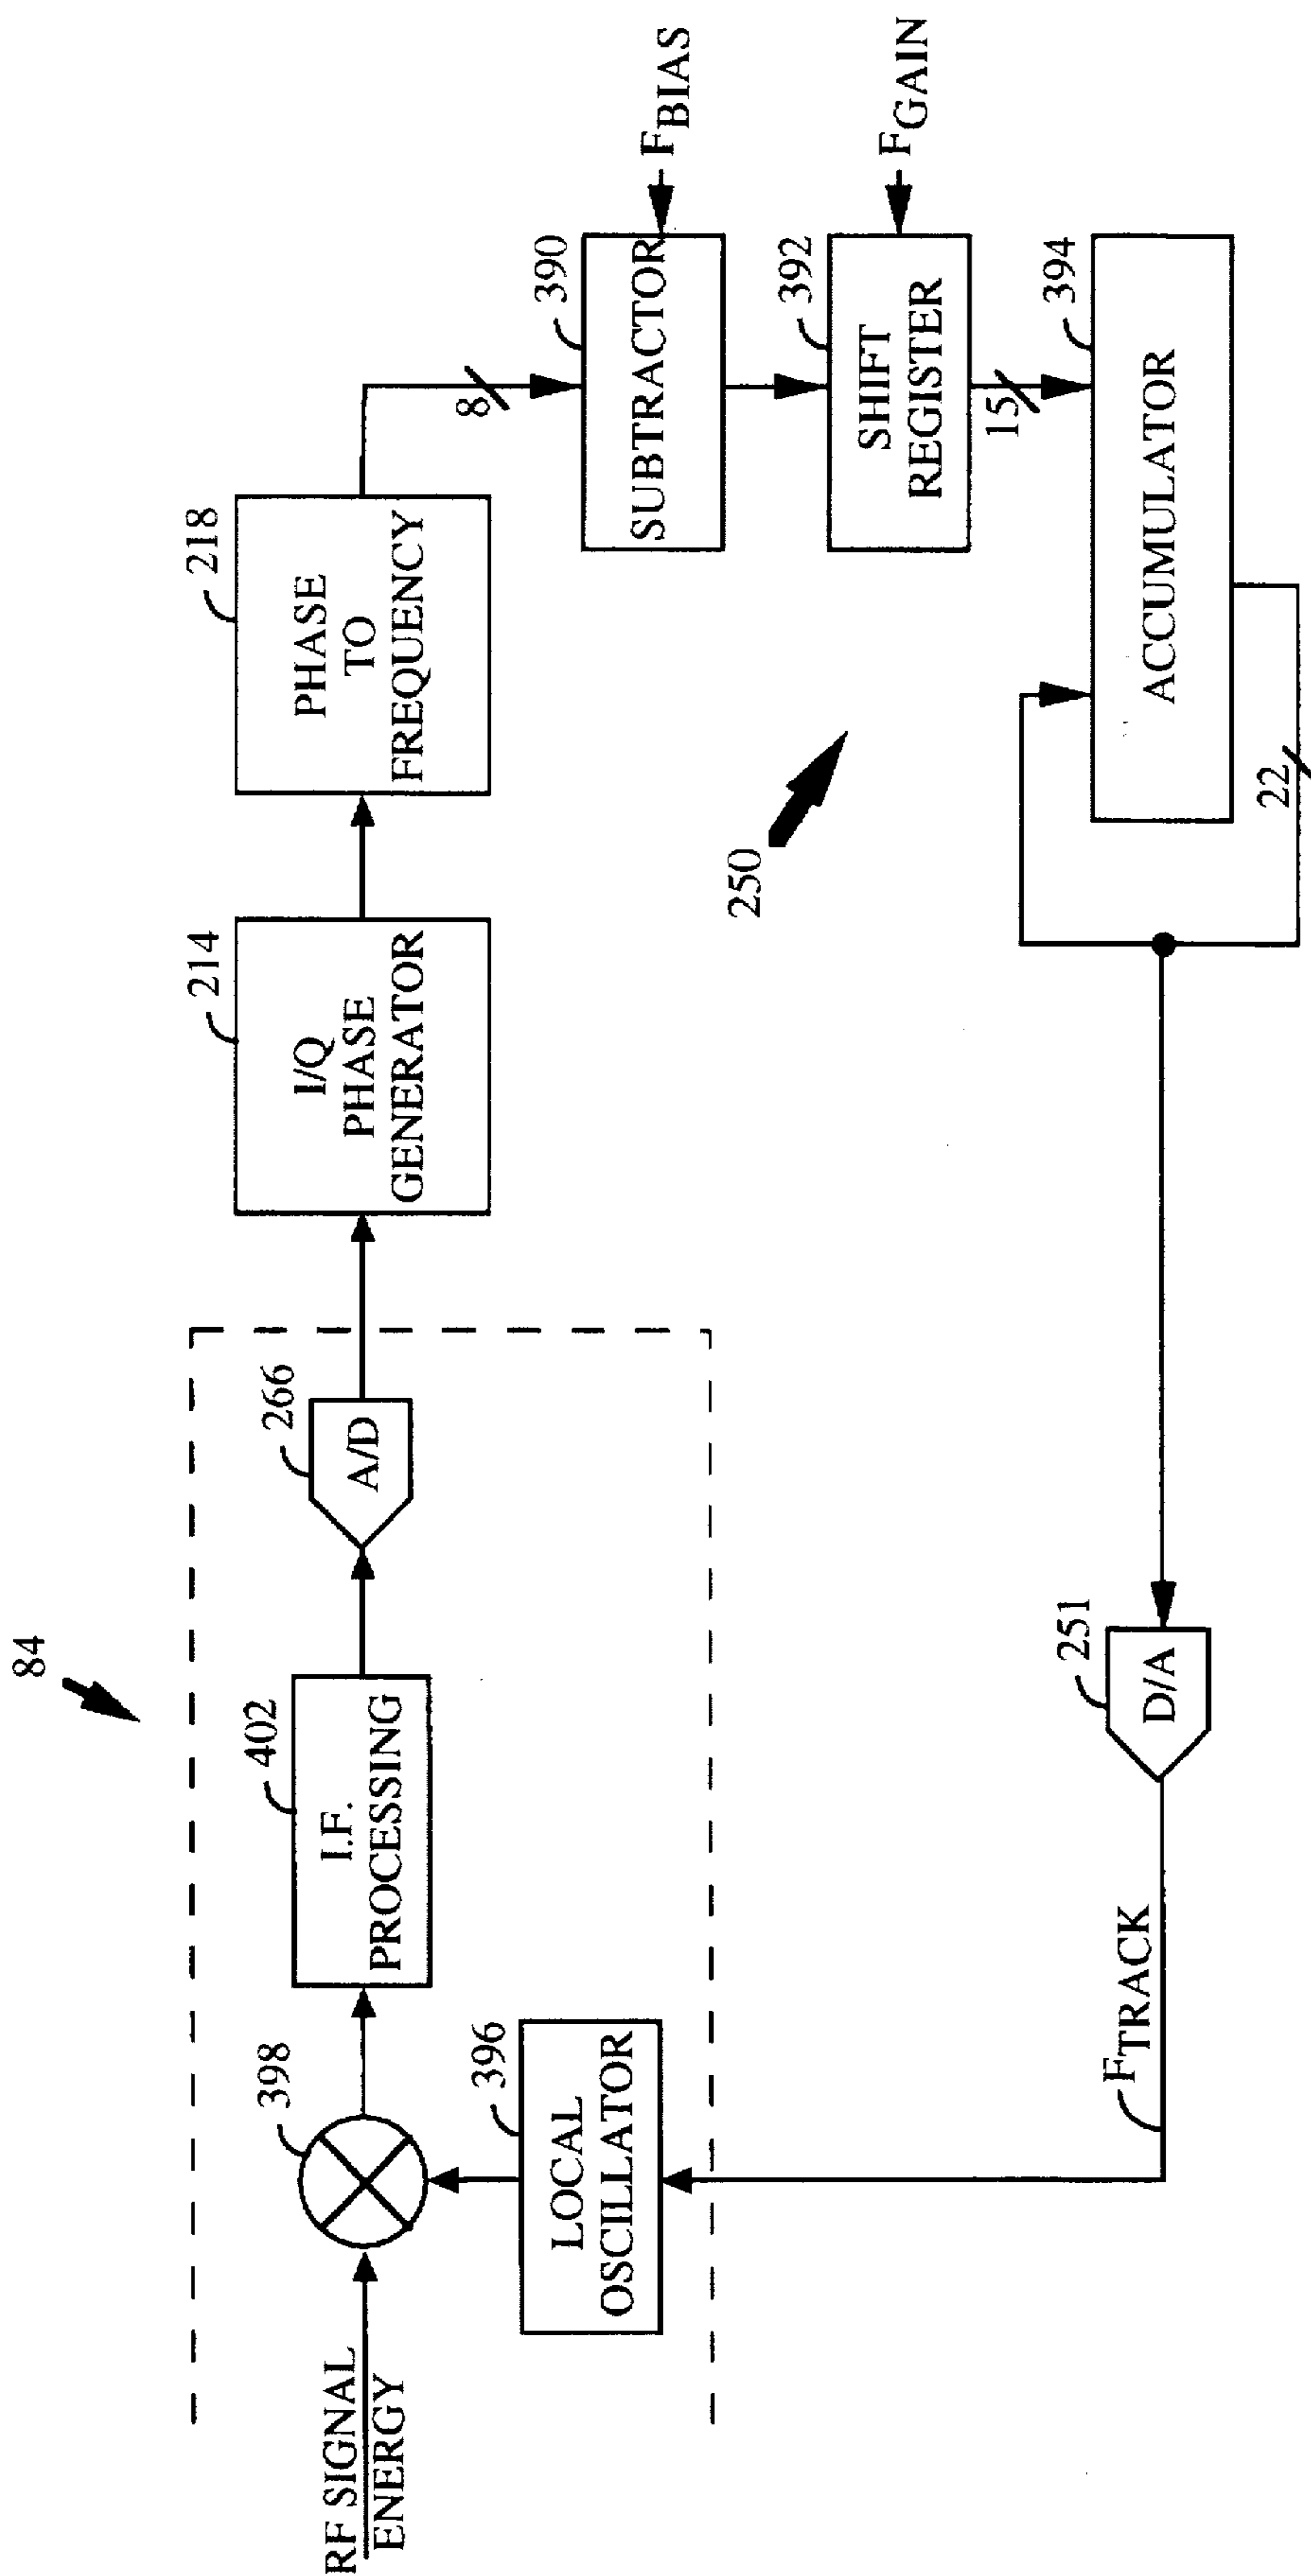 84
RF SIGNAL
ENERGY
398
402
I.F.
PROCESSING
266
A/D
214
I/Q
PHASE
GENERATOR
218
PHASE
TO
FREQUENCY
396
LOCAL
OSCILLATOR
8
390
SUBTRACTOR
FBIAS
392
SHIFT
REGISTER
FGAIN
15
250
394
ACCUMULATOR
22
251
D/A
FTRACK